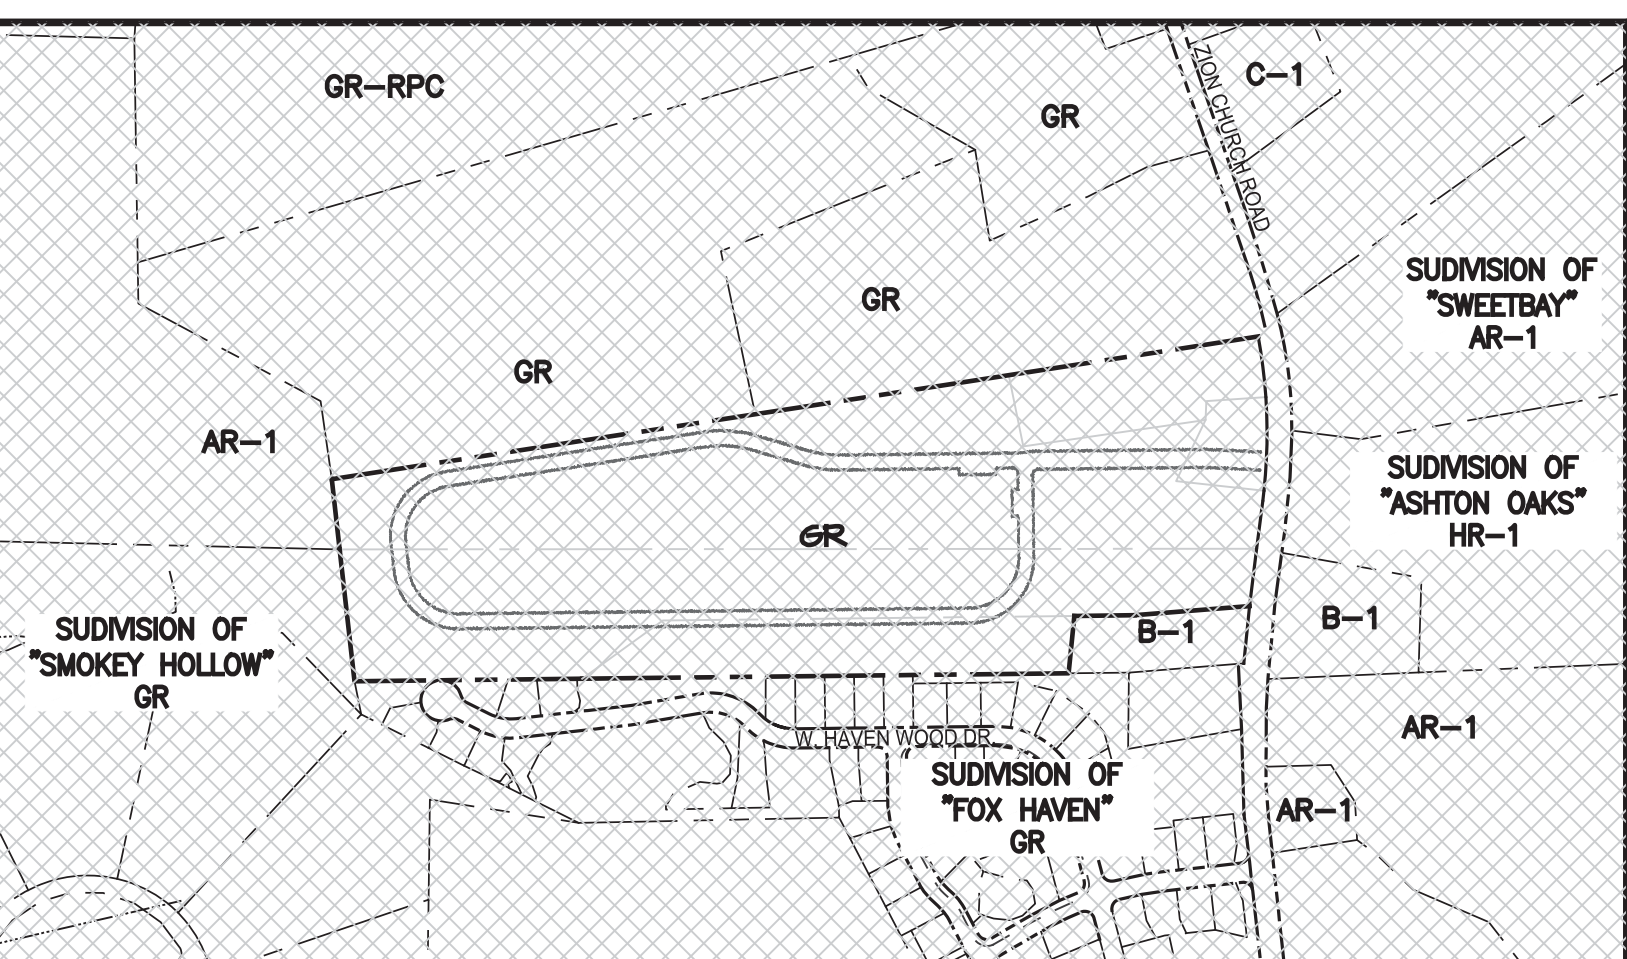 GR-RPC
C-1
GR
ZION CHURCH ROAD
SUDIVISION OF
"SWEETBAY"
AR-1
GR
GR
AR-1
SUDIVISION OF
"ASHTON OAKS"
HR-1
GR
SUDIVISION OF
"SMOKEY HOLLOW"
GR
B-1
B-1
AR-1
W. HAVEN WOOD DR.
SUDIVISION OF
"FOX HAVEN"
GR
AR-1